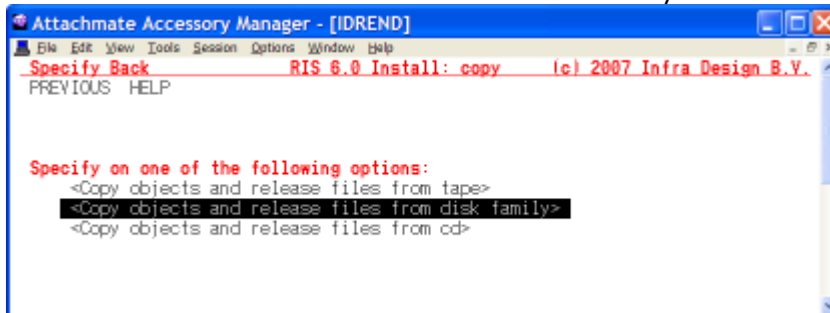 Attachmate Accessory Manager - [IDREND]
File Edit View Tools Session Options Window Help
Specify Back RIS 6.0 Install: copy (c) 2007 Infra Design B.V.
PREVIOUS HELP
Specify on one of the following options:
<Copy objects and release files from tape>
<Copy objects and release files from disk family>
<Copy objects and release files from cd>